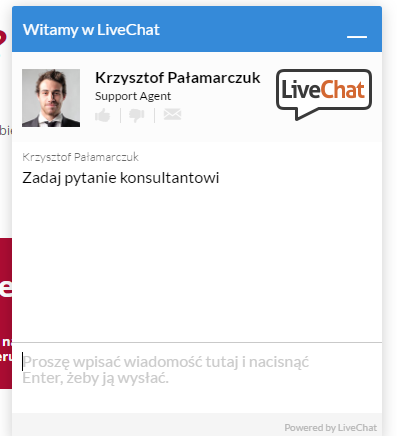 Witamy w LiveChat
Krzysztof Pałamarczuk
Support Agent
LiveChat
Krzysztof Pałamarczuk
Zadaj pytanie konsultantowi
Proszę wpisać wiadomość tutaj i nacisnąć
Enter, żeby ją wysłać.
Powered by LiveChat